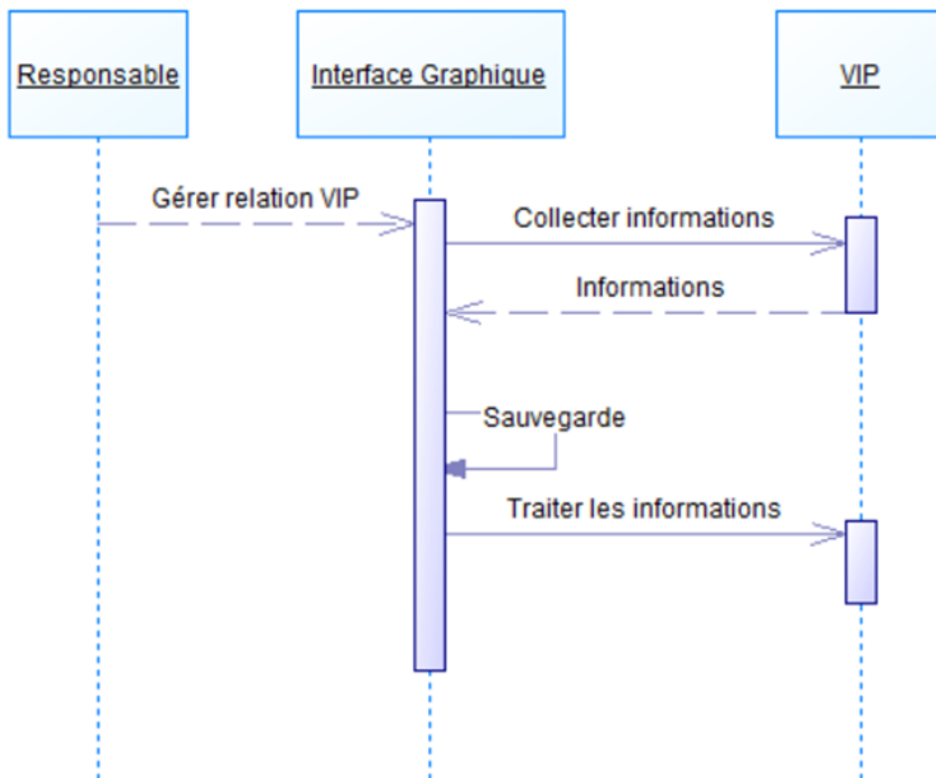 Responsable
Interface Graphique
VIP
Gérer relation VIP
Collecter informations
Informations
Sauvegarde
Traiter les informations